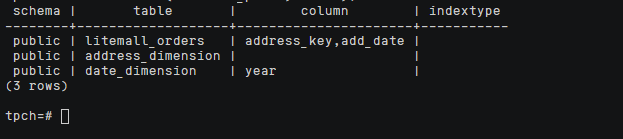 schema | table | column | indextype
--------+--------------------+----------------------+-----------
public | litemall_orders | address_key,add_date |
public | address_dimension | |
public | date_dimension | year |
(3 rows)
tpch=#